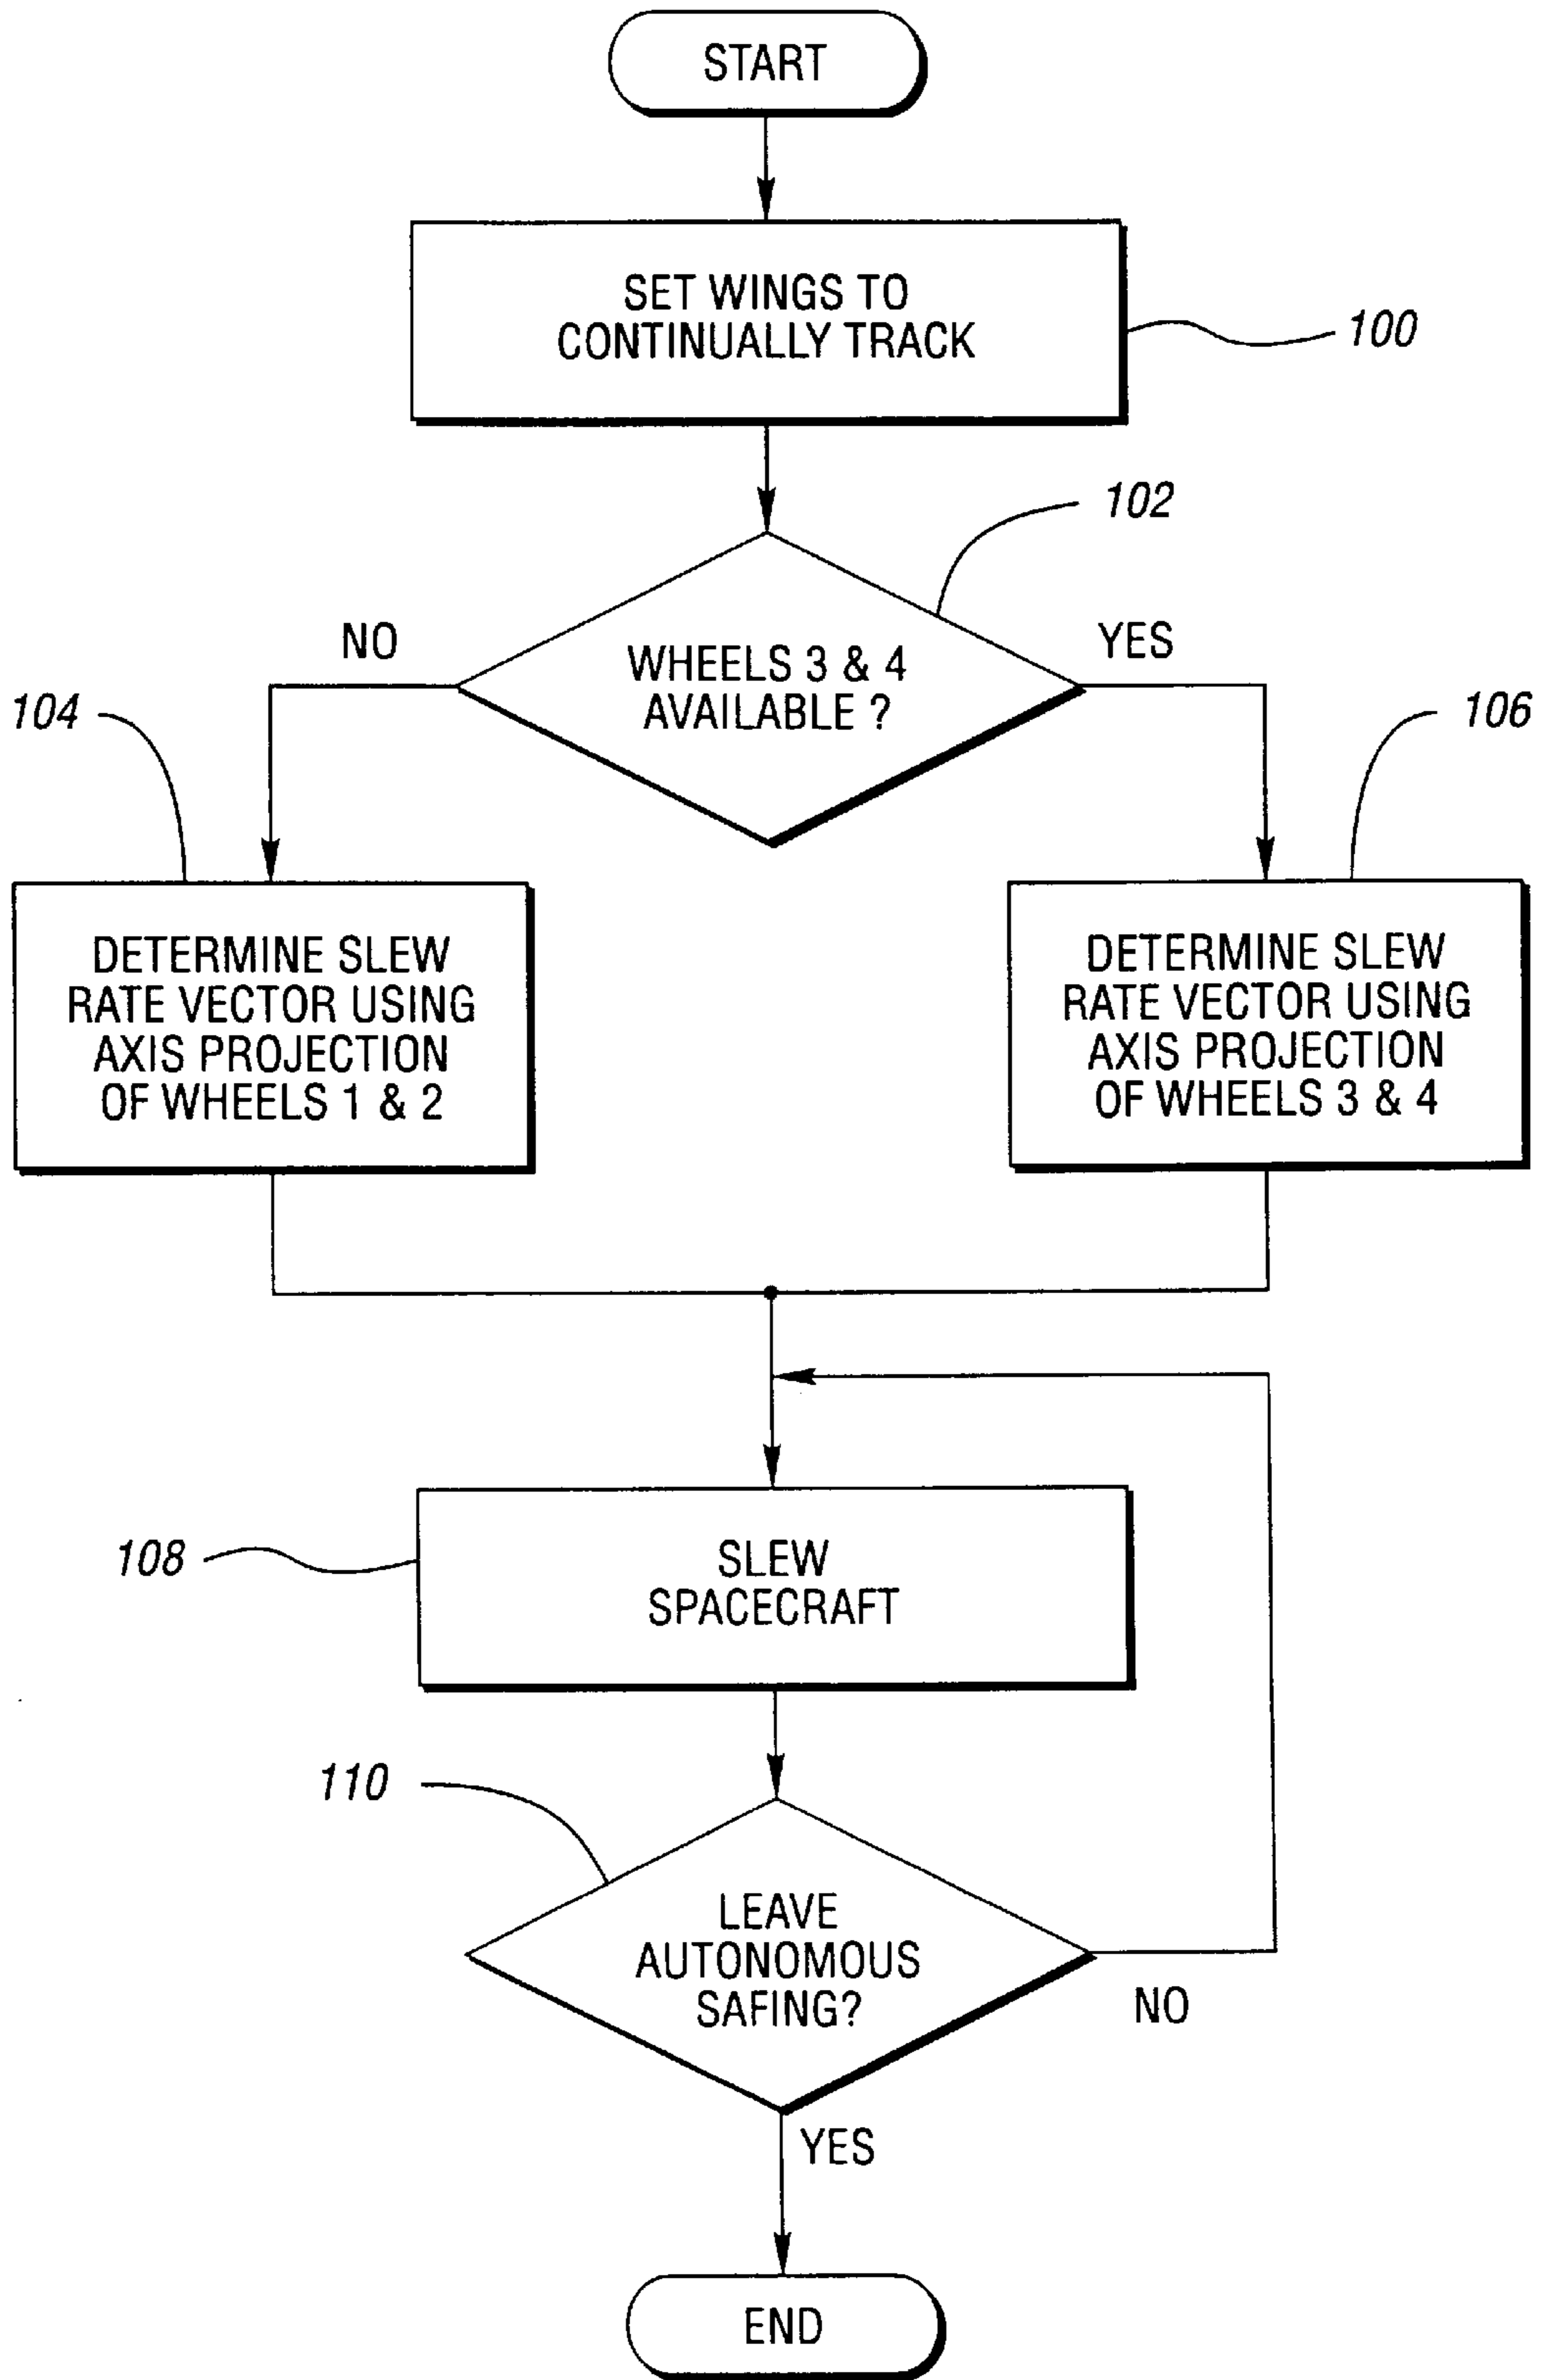 START
SET WINGS TO
CONTINUALLY TRACK
100
102
NO
YES
WHEELS 3 & 4
AVAILABLE ?
104
106
DETERMINE SLEW
RATE VECTOR USING
AXIS PROJECTION
OF WHEELS 1 & 2
DETERMINE SLEW
RATE VECTOR USING
AXIS PROJECTION
OF WHEELS 3 & 4
108
SLEW
SPACECRAFT
110
LEAVE
AUTONOMOUS
SAFING?
NO
YES
END